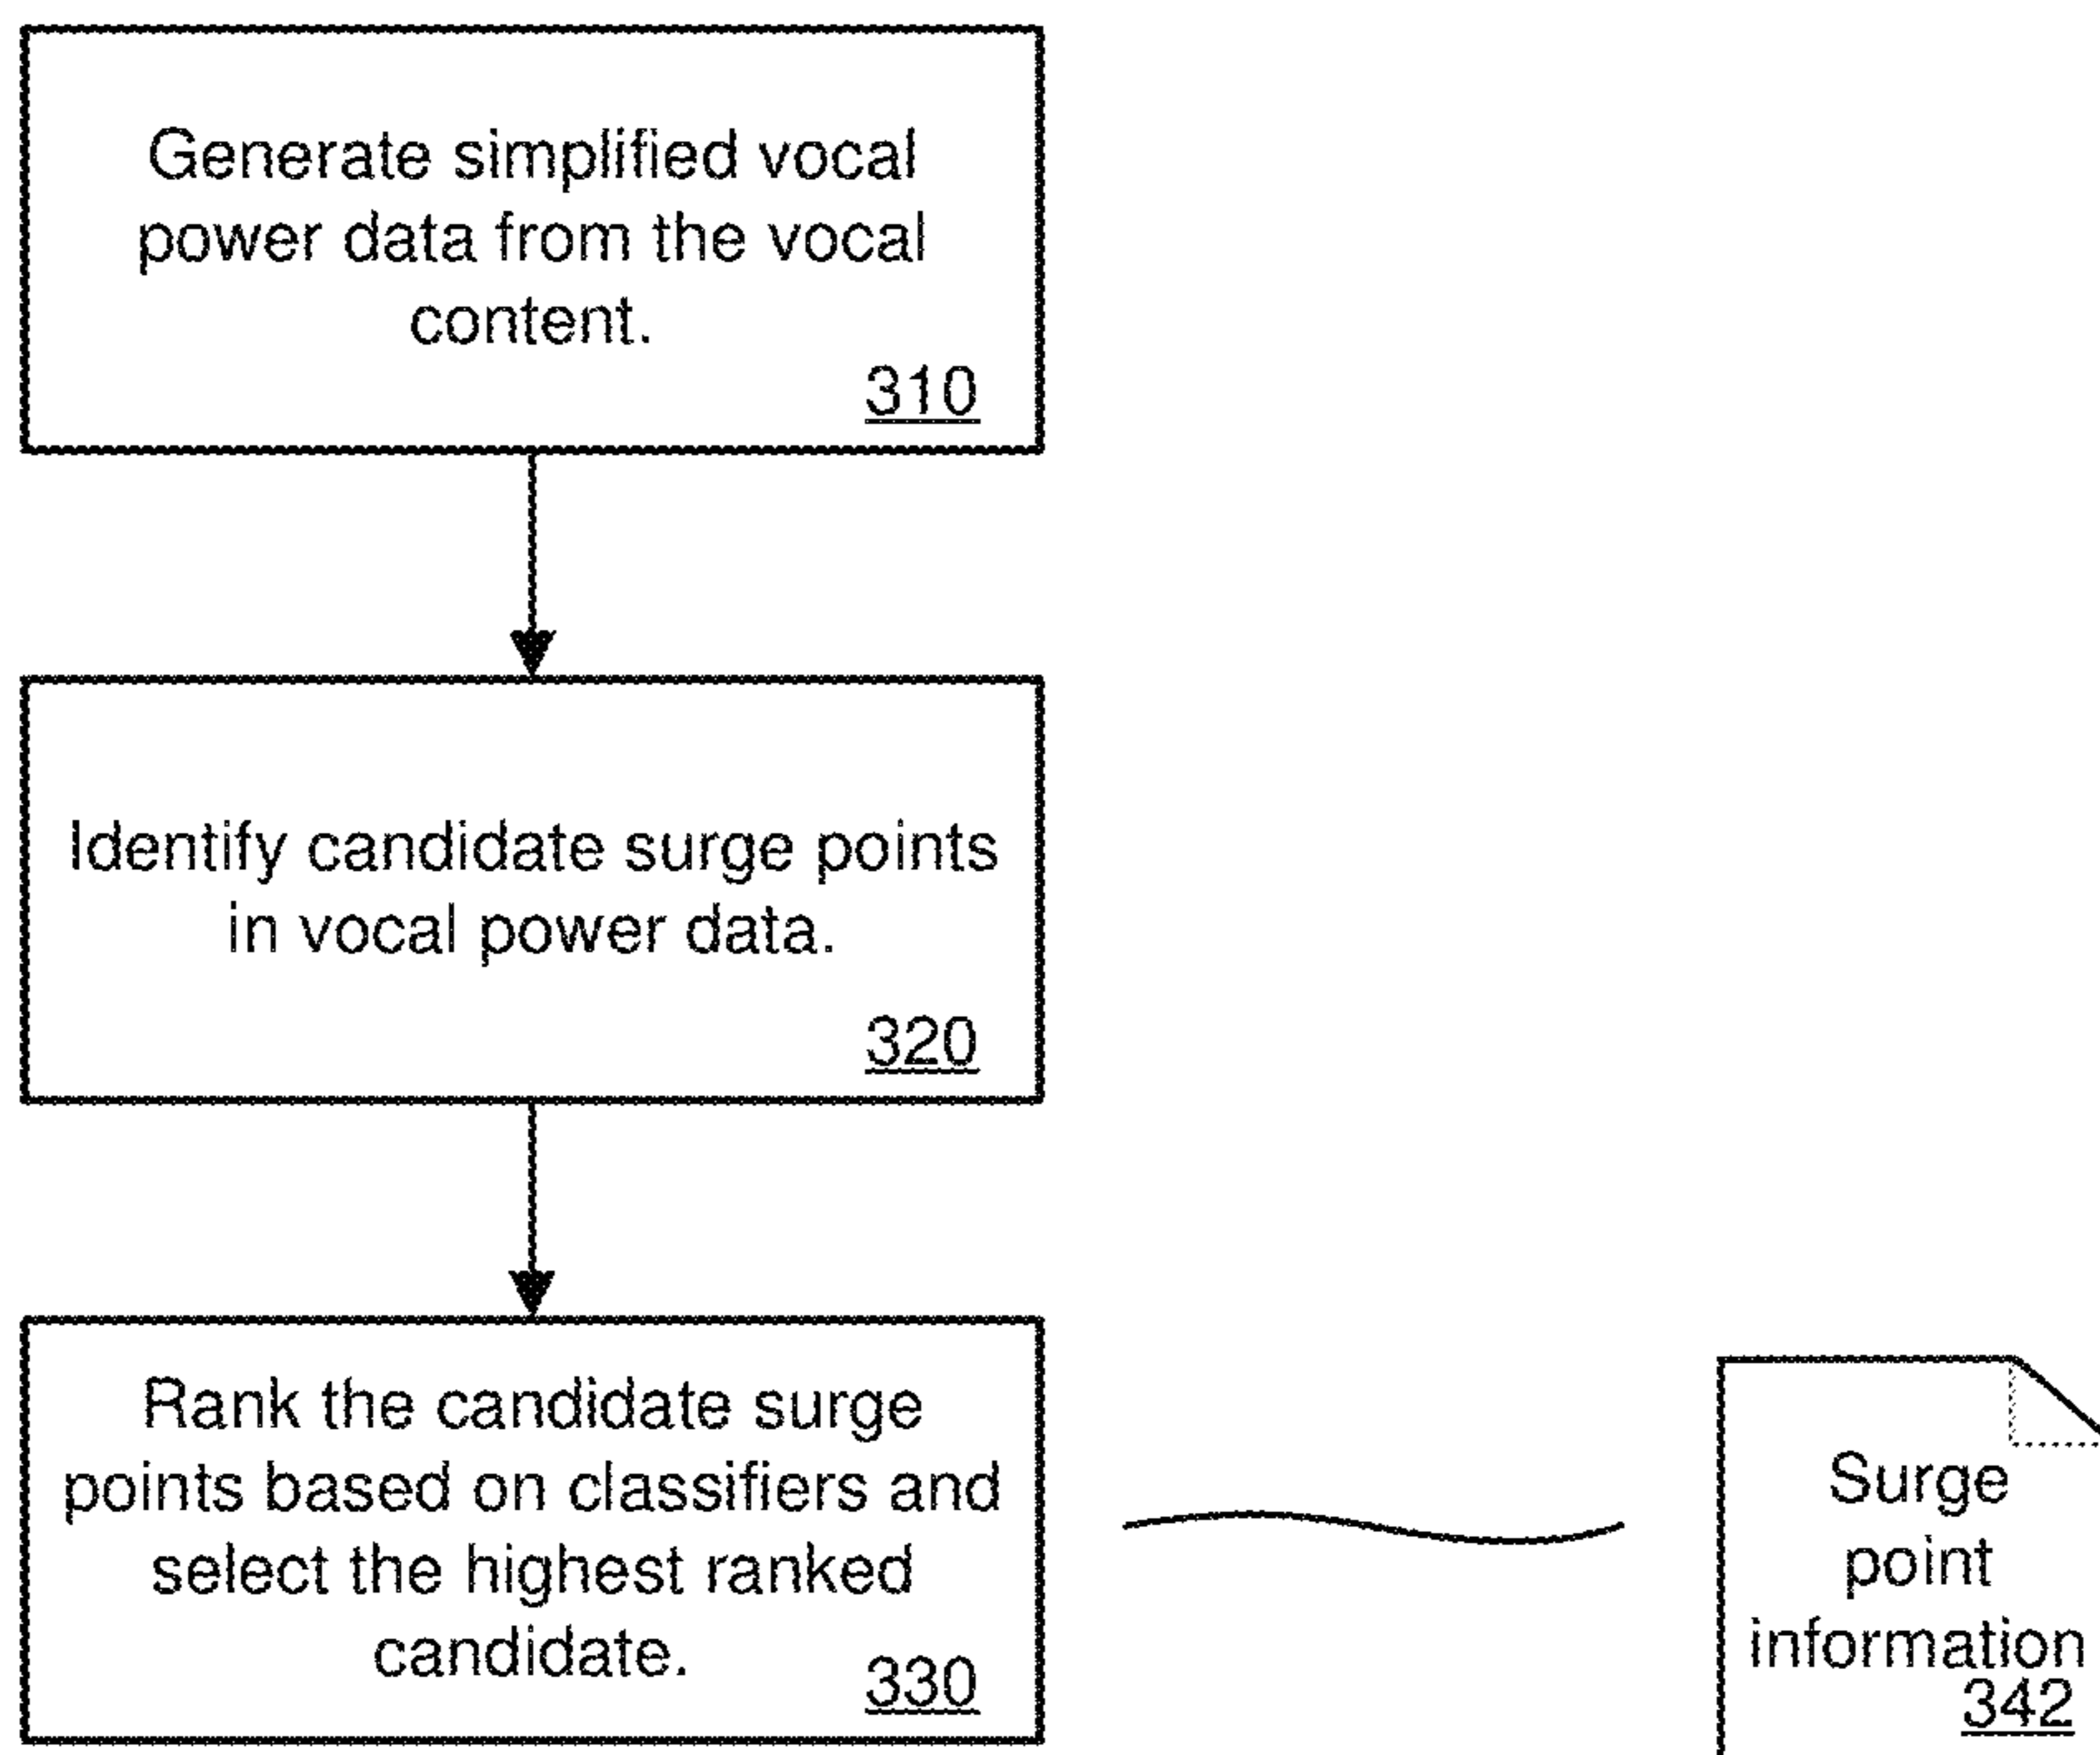 Generate simplified vocal
power data from the vocal
content.
310
Identify candidate surge points
in vocal power data.
320
Rank the candidate surge
points based on classifiers and
select the highest ranked
candidate.
330
Surge
point
information
342